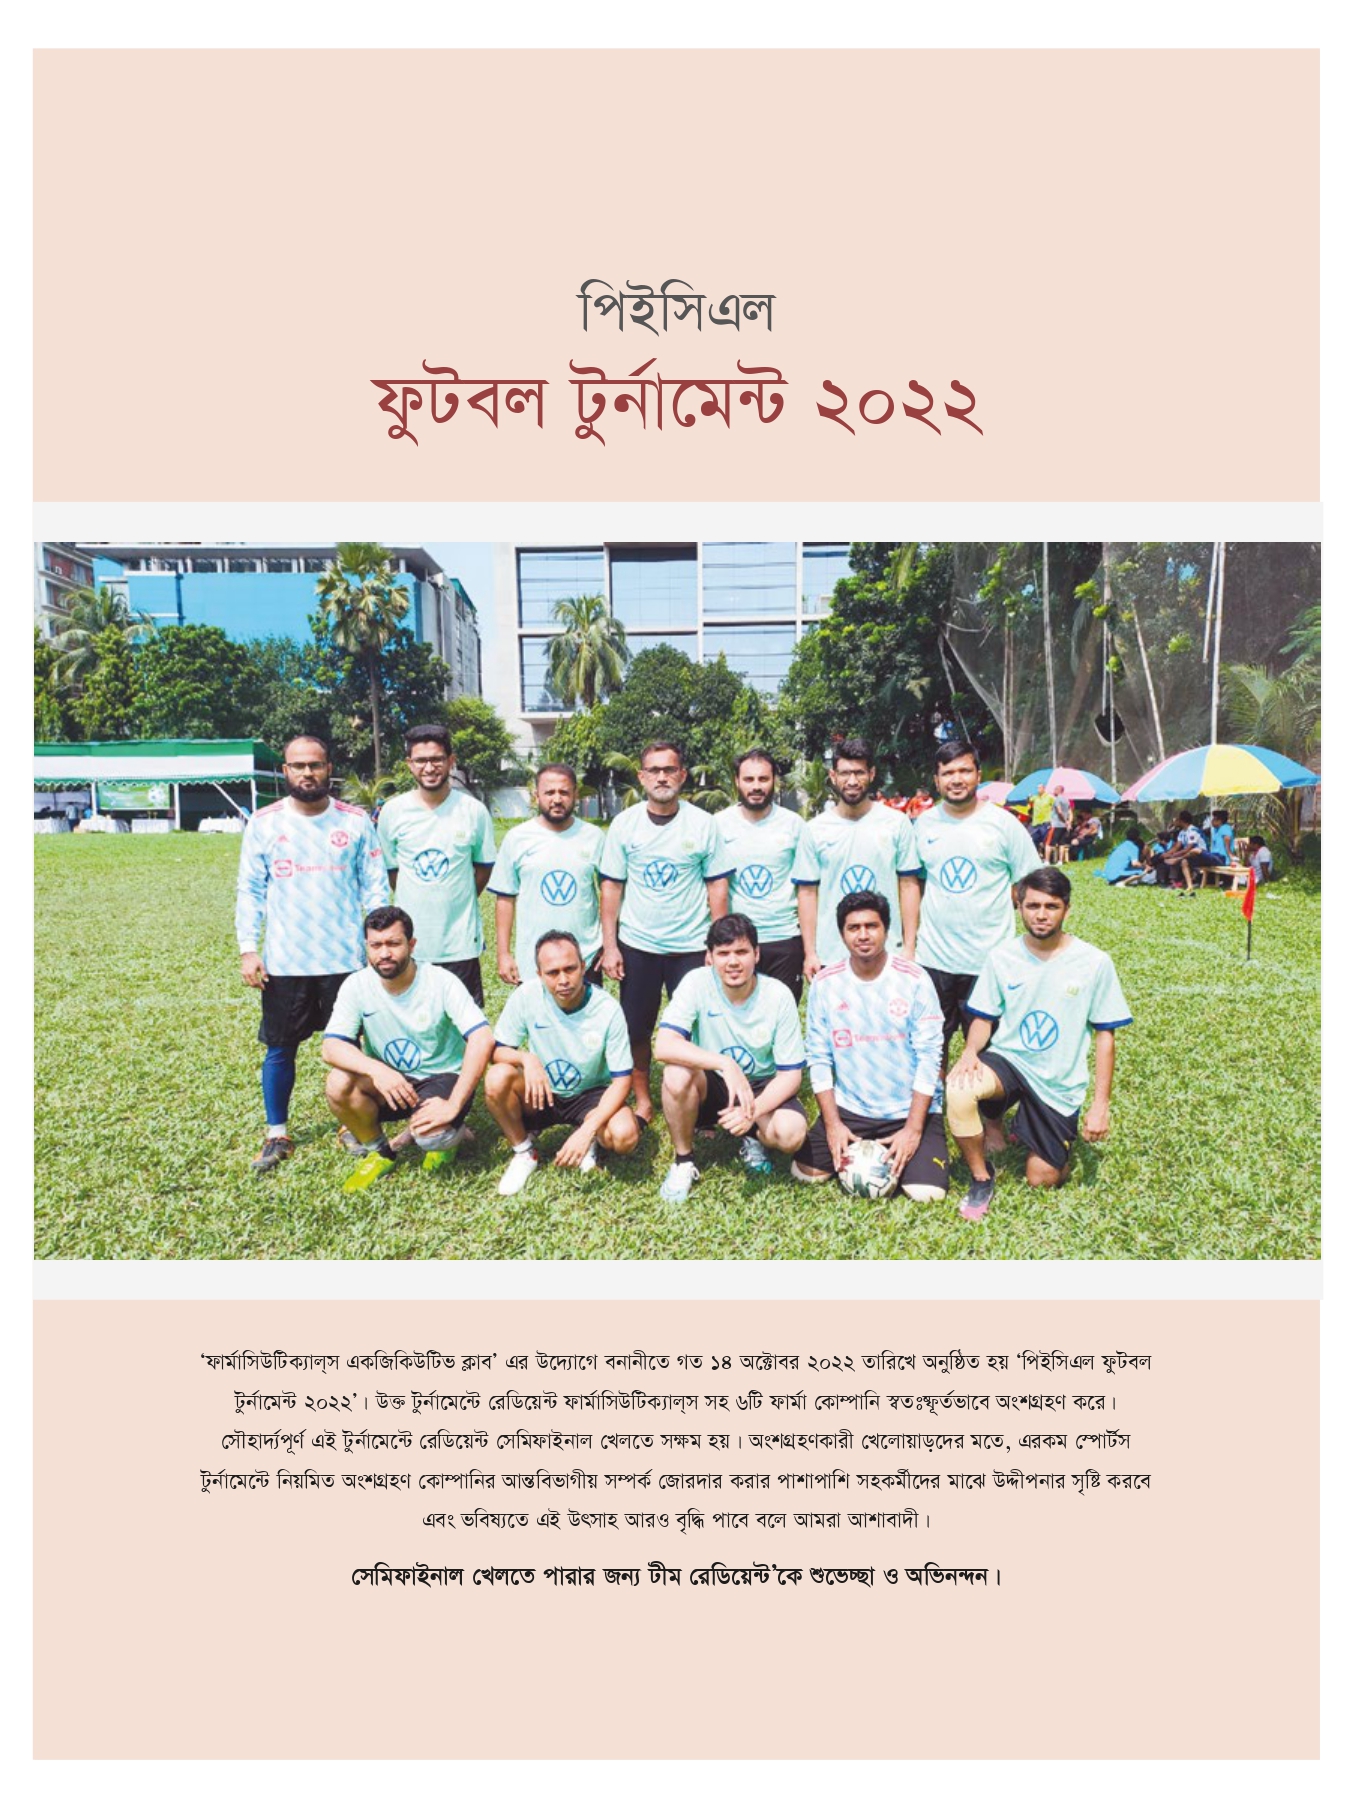 পিইসিএল
ফুটবল টুর্নামেন্ট ২০২২
‘ফার্মাসিউটিক্যাল্‌স একজিকিউটিভ ক্লাব’ এর উদ্যোগে বনানীতে গত ১৪ অক্টোবর ২০২২ তারিখে অনুষ্ঠিত হয় ‘পিইসিএল ফুটবল
টুর্নামেন্ট ২০২২’। উক্ত টুর্নামেন্টে রেডিয়েন্ট ফার্মাসিউটিক্যাল্‌স সহ ৬টি ফার্মা কোম্পানি স্বতঃস্ফূর্তভাবে অংশগ্রহণ করে।
সৌহার্দ্যপূর্ণ এই টুর্নামেন্টে রেডিয়েন্ট সেমিফাইনাল খেলতে সক্ষম হয়। অংশগ্রহণকারী খেলোয়াড়দের মতে, এরকম স্পোর্টস
টুর্নামেন্টে নিয়মিত অংশগ্রহণ কোম্পানির আন্তবিভাগীয় সম্পর্ক জোরদার করার পাশাপাশি সহকর্মীদের মাঝে উদ্দীপনার সৃষ্টি করবে
এবং ভবিষ্যতে এই উৎসাহ আরও বৃদ্ধি পাবে বলে আমরা আশাবাদী।
সেমিফাইনাল খেলতে পারার জন্য টীম রেডিয়েন্ট’কে শুভেচ্ছা ও অভিনন্দন।